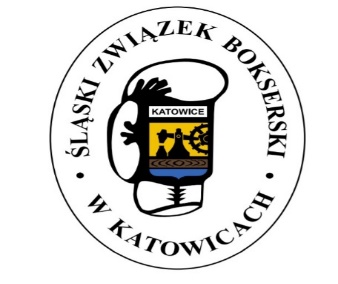 • ŚLĄSKI ZWIĄZEK BOKSERSKI •
W KATOWICACH
KATOWICE